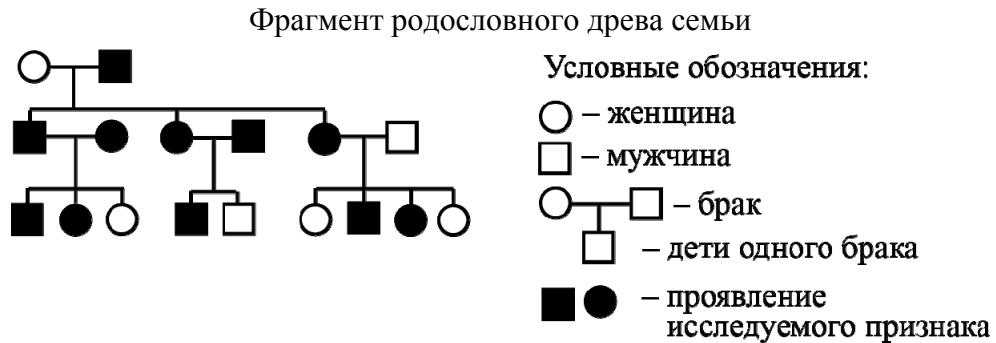 Фрагмент родословного древа семьи
Условные обозначения:
– женщина
– мужчина
– брак
– дети одного брака
– проявление
исследуемого признака